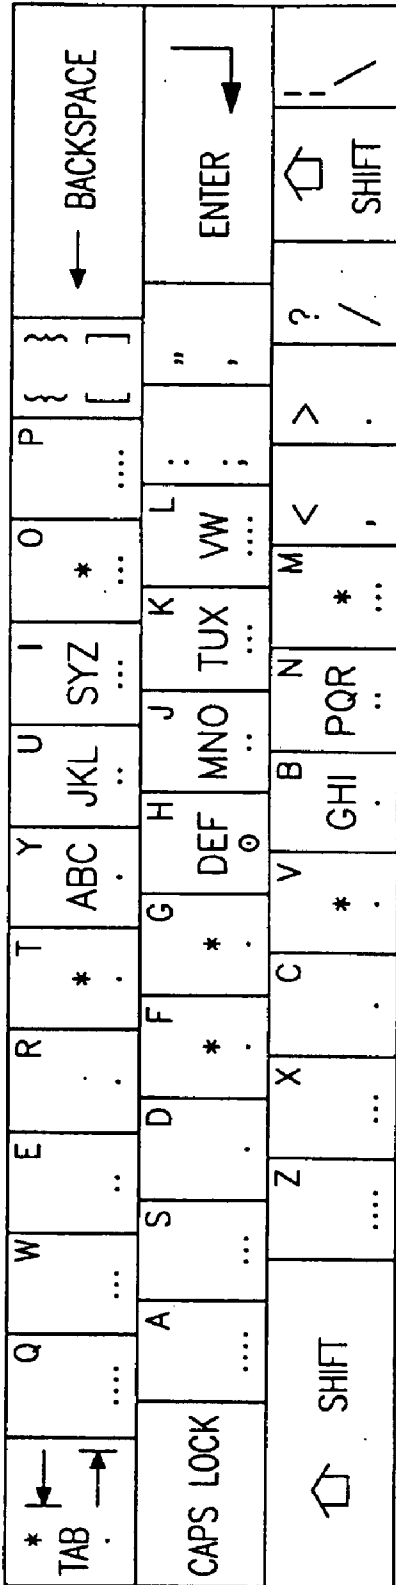 * TAB . Q .... W ... E .. R . T * . Y ABC . U JKL .. I SYZ ... O * ... P .... { } [ ] ← BACKSPACE
CAPS LOCK A .... S ... D . F * . G * . H DEF ⊙ J MNO .. K TUX ... L VW .... : ; " , ENTER
SHIFT Z .... X ... C . V * . B GHI . N PQR .. M * ... < , > . ? / SHIFT ¦ \